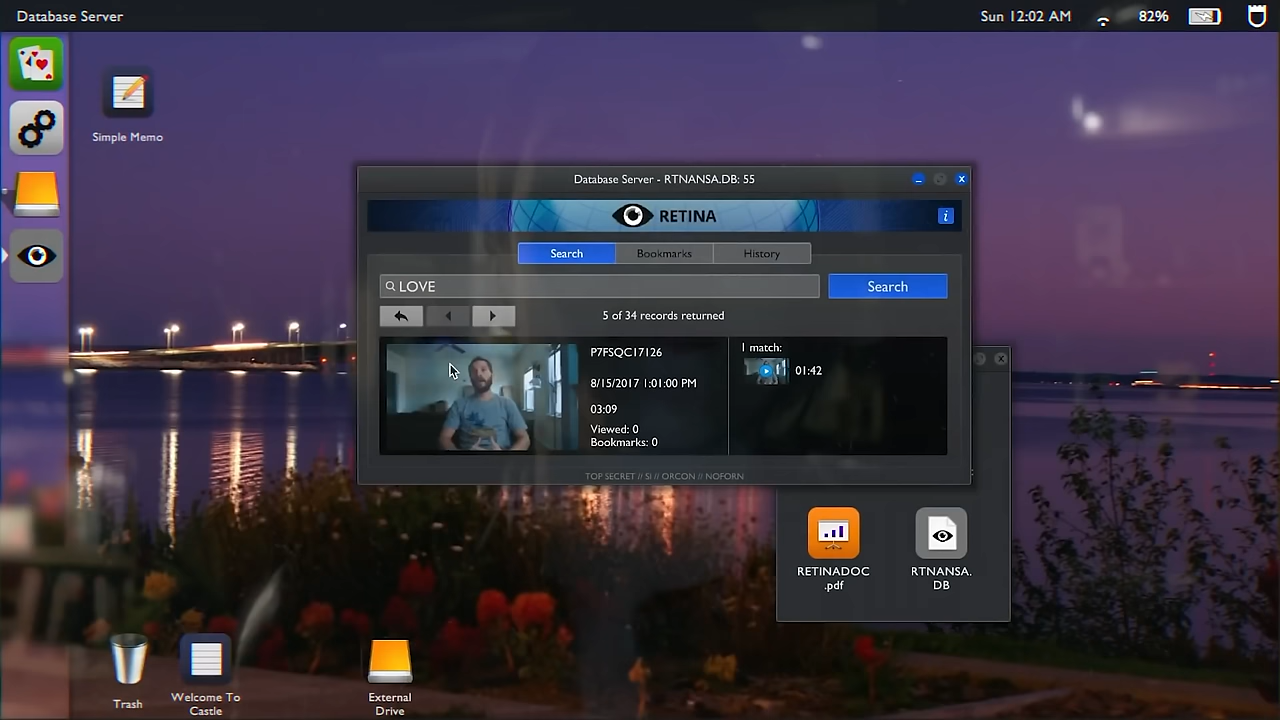 Database Server
Sun 12:02 AM
82%
Simple Memo
Database Server - RTNANSA.DB: 55
RETINA
i
Search
Bookmarks
History
LOVE
Search
5 of 34 records returned
P7FSQC17126
8/15/2017 1:01:00 PM
03:09
Viewed: 0
Bookmarks: 0
1 match:
01:42
TOP SECRET // SI // ORCON // NOFORN
RETINADOC
.pdf
RTNANSA.
DB
Trash
Welcome To
Castle
External
Drive